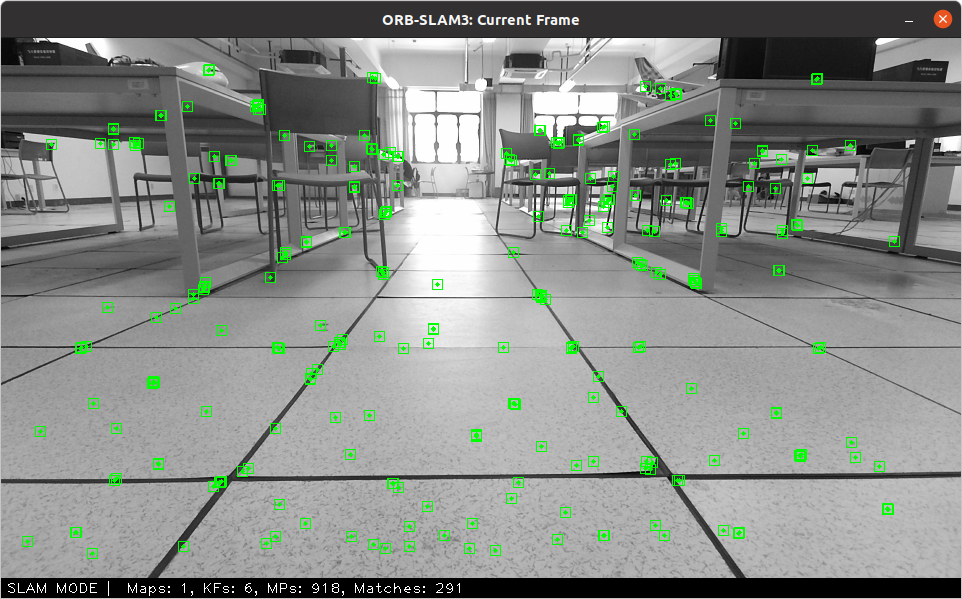 ORB-SLAM3: Current Frame
SLAM MODE | Maps: 1, KFs: 6, MPs: 918, Matches: 291